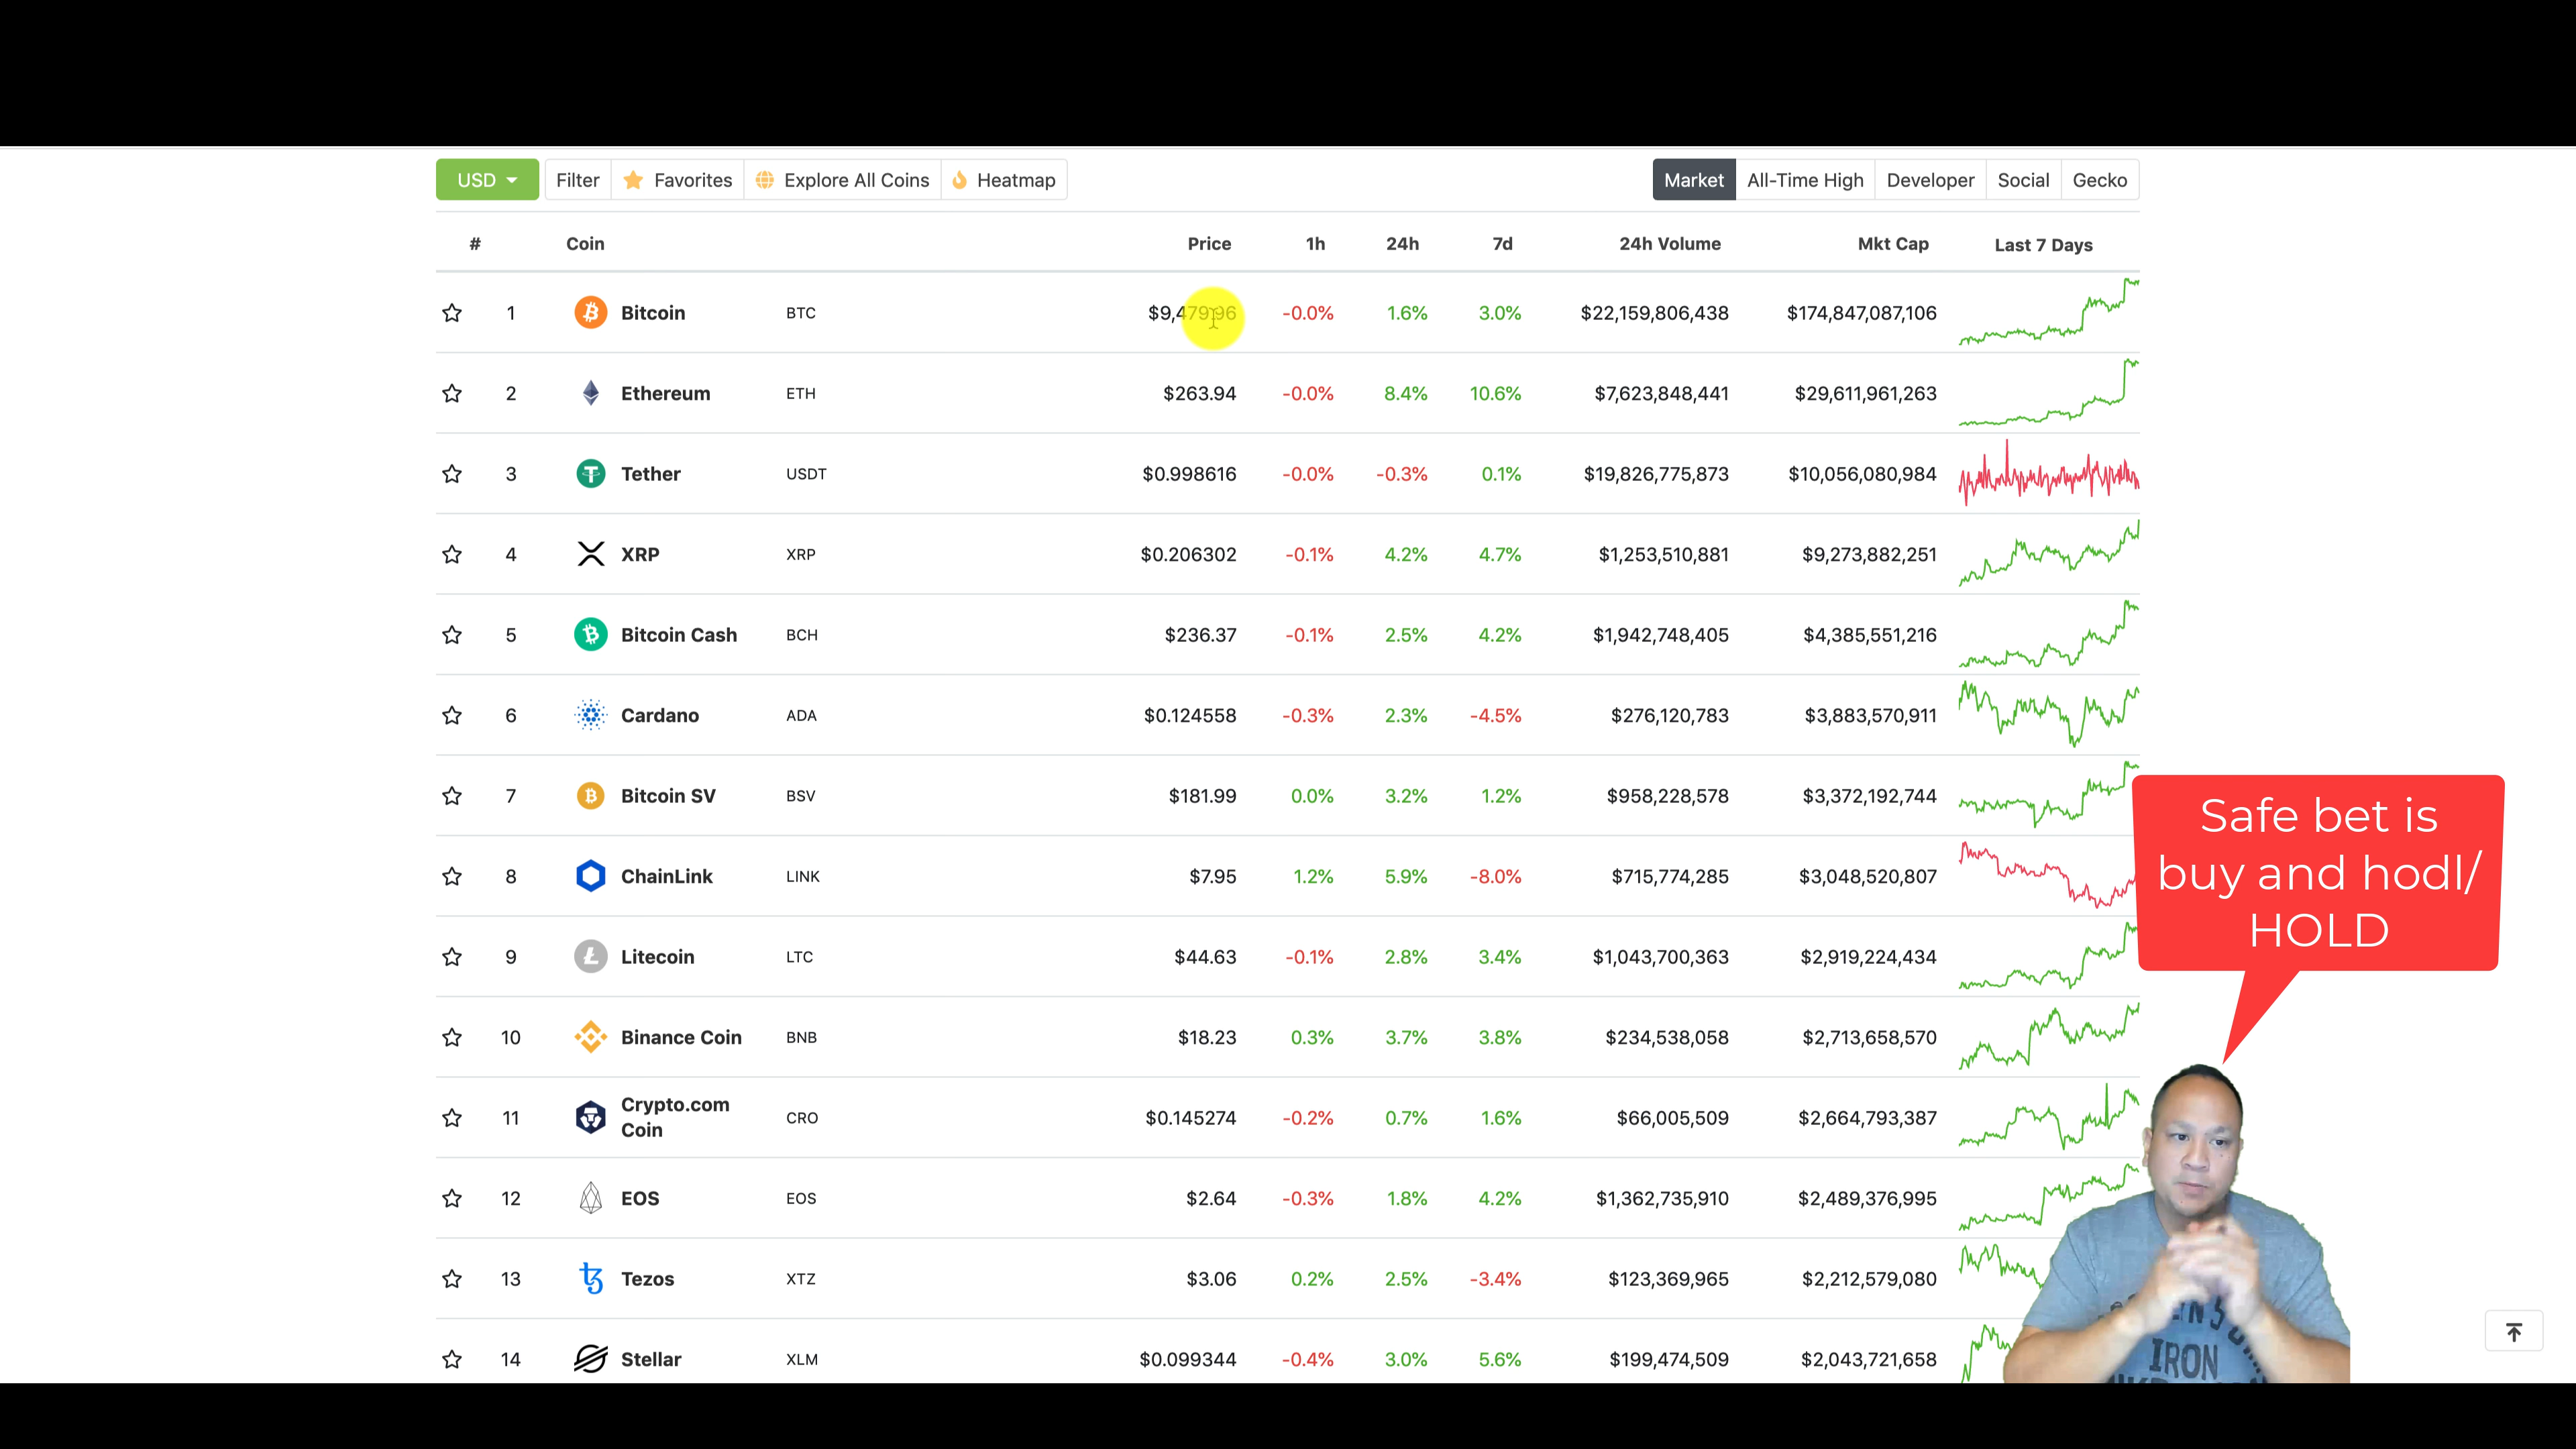 USD Filter Favorites Explore All Coins Heatmap Market All-Time High Developer Social Gecko
# Coin Price 1h 24h 7d 24h Volume Mkt Cap Last 7 Days
1 Bitcoin BTC $9,479.96 -0.0% 1.6% 3.0% $22,159,806,438 $174,847,087,106
2 Ethereum ETH $263.94 -0.0% 8.4% 10.6% $7,623,848,441 $29,611,961,263
3 Tether USDT $0.998616 -0.0% -0.3% 0.1% $19,826,775,873 $10,056,080,984
4 XRP XRP $0.206302 -0.1% 4.2% 4.7% $1,253,510,881 $9,273,882,251
5 Bitcoin Cash BCH $236.37 -0.1% 2.5% 4.2% $1,942,748,405 $4,385,551,216
6 Cardano ADA $0.124558 -0.3% 2.3% -4.5% $276,120,783 $3,883,570,911
7 Bitcoin SV BSV $181.99 0.0% 3.2% 1.2% $958,228,578 $3,372,192,744
8 ChainLink LINK $7.95 1.2% 5.9% -8.0% $715,774,285 $3,048,520,807
9 Litecoin LTC $44.63 -0.1% 2.8% 3.4% $1,043,700,363 $2,919,224,434
10 Binance Coin BNB $18.23 0.3% 3.7% 3.8% $234,538,058 $2,713,658,570
11 Crypto.com
Coin CRO $0.145274 -0.2% 0.7% 1.6% $66,005,509 $2,664,793,387
12 EOS EOS $2.64 -0.3% 1.8% 4.2% $1,362,735,910 $2,489,376,995
13 Tezos XTZ $3.06 0.2% 2.5% -3.4% $123,369,965 $2,212,579,080
14 Stellar XLM $0.099344 -0.4% 3.0% 5.6% $199,474,509 $2,043,721,658
Safe bet is
buy and hodl/
HOLD
IRON